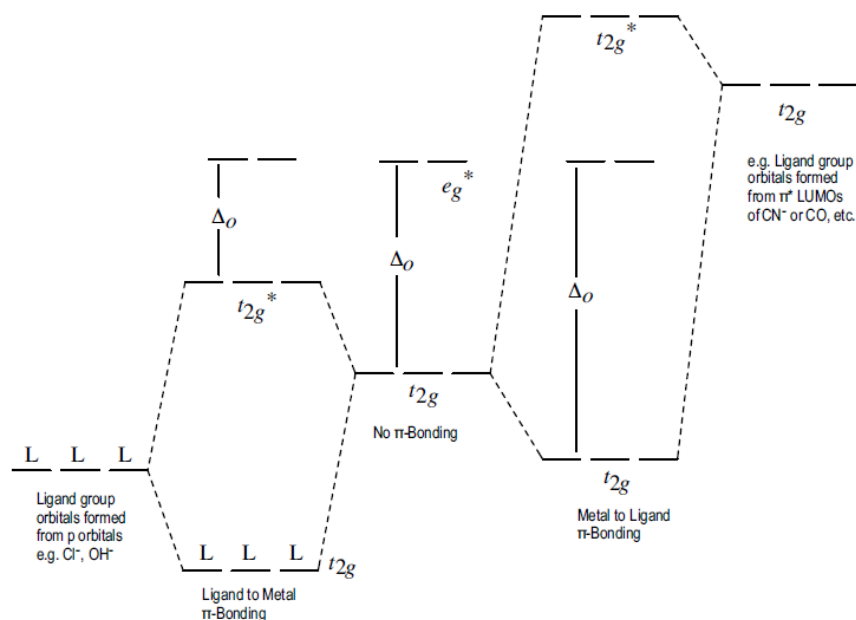 t2g*
t2g
e.g. Ligand group
orbitals formed
from π* LUMOs
of CN⁻ or CO, etc.
eg*
Δo
Δo
Δo
t2g*
t2g
No π-Bonding
L L L
Ligand group
orbitals formed
from p orbitals
e.g. Cl⁻, OH⁻
t2g
Metal to Ligand
π-Bonding
L L L
t2g
Ligand to Metal
π-Bonding